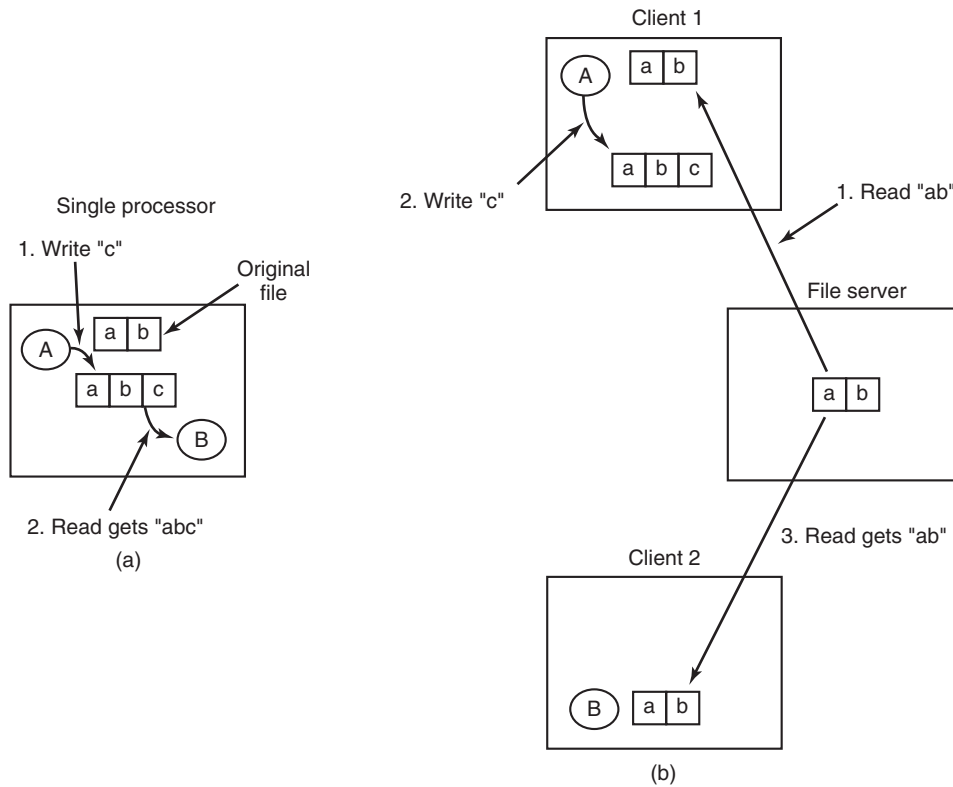 Single processor
1. Write "c"
Original
file
A
a b
a b c
B
2. Read gets "abc"
(a)
Client 1
A
a b
a b c
2. Write "c"
1. Read "ab"
File server
a b
3. Read gets "ab"
Client 2
B
a b
(b)